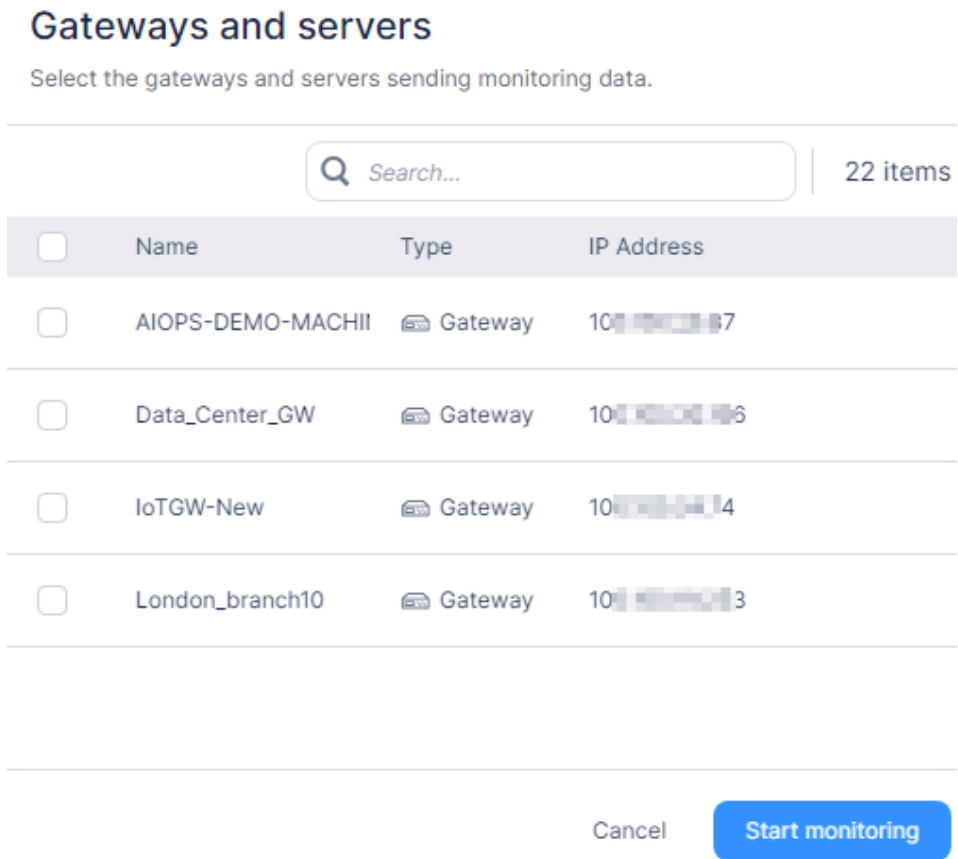 Gateways and servers
Select the gateways and servers sending monitoring data.
Search...
22 items
Name Type IP Address
AIOPS-DEMO-MACHI Gateway
Data_Center_GW Gateway
IoTGW-New Gateway
London_branch10 Gateway
Cancel Start monitoring